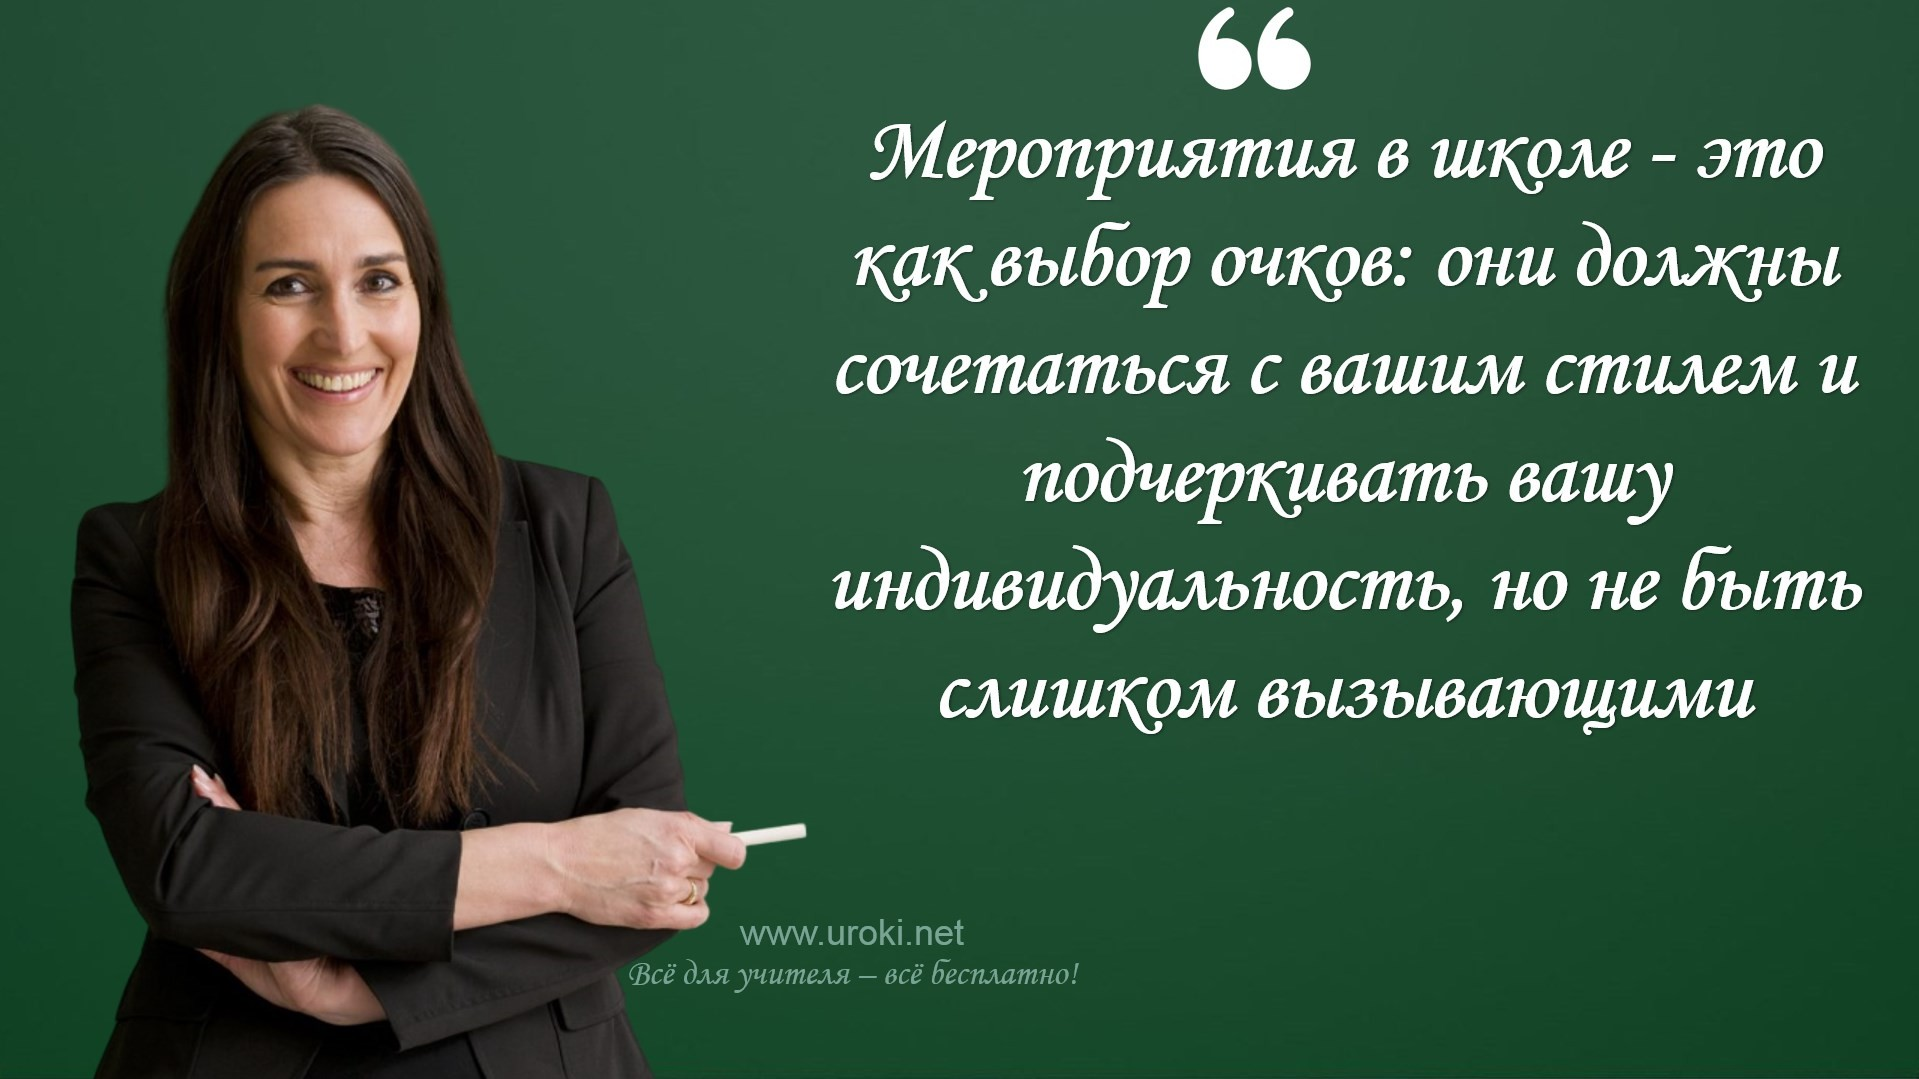 Мероприятия в школе - это
как выбор очков: они должны
сочетаться с вашим стилем и
подчеркивать вашу
индивидуальность, но не быть
слишком вызывающими
www.uroki.net
Всё для учителя – всё бесплатно!